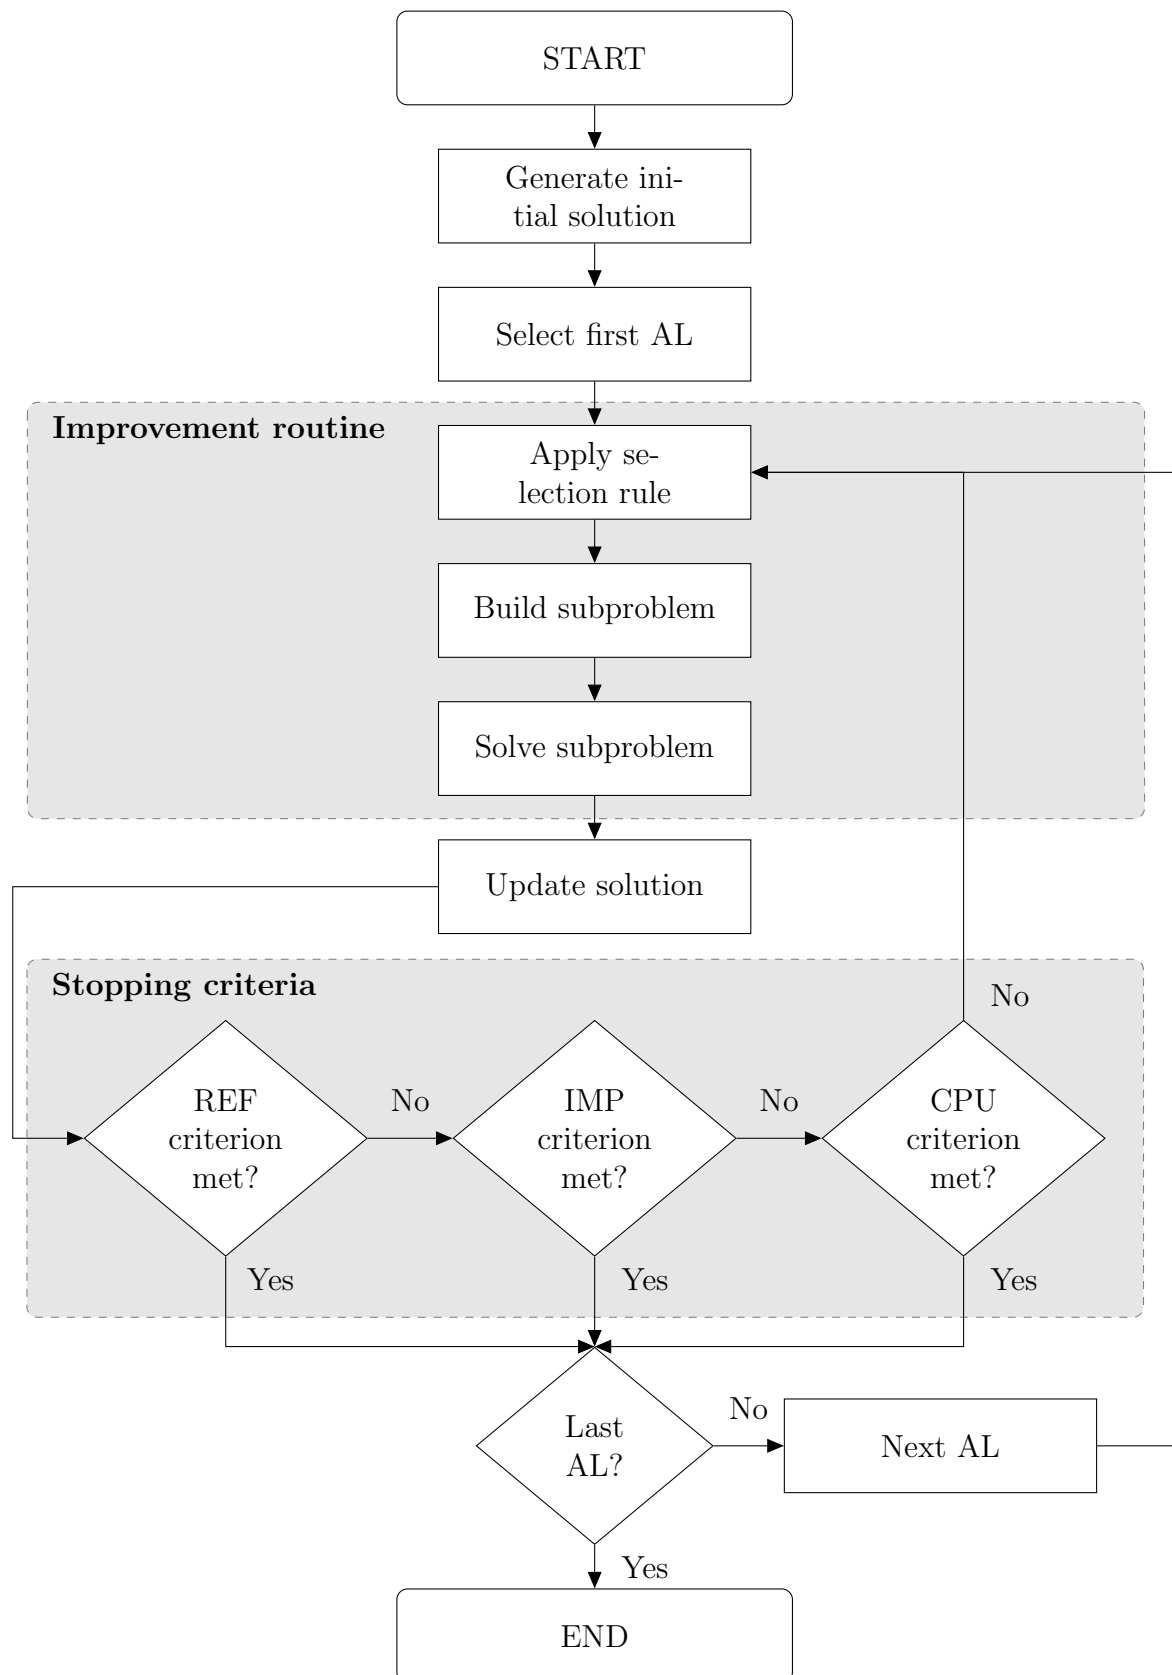 START
Generate ini-
tial solution
Select first AL
Improvement routine
Apply se-
lection rule
Build subproblem
Solve subproblem
Update solution
Stopping criteria
No
REF
criterion
met?
No
IMP
criterion
met?
No
CPU
criterion
met?
Yes
Yes
Yes
Last
AL?
No
Next AL
Yes
END